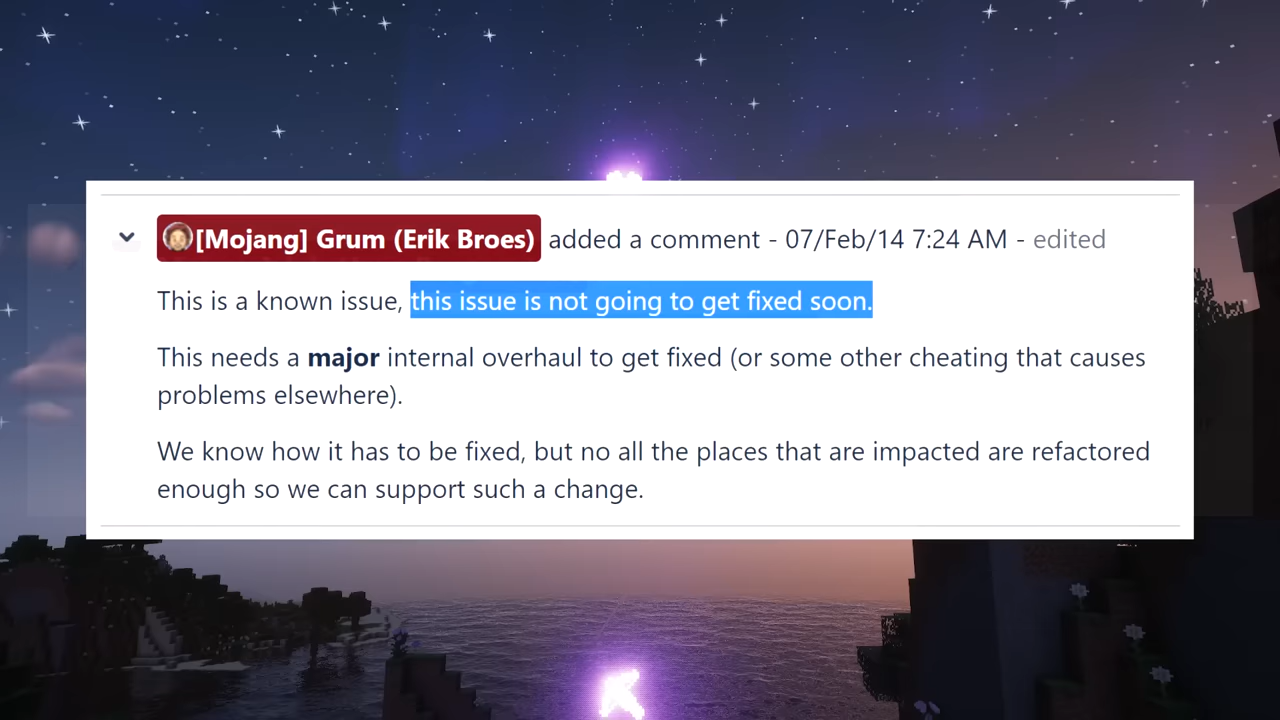 [Mojang] Grum (Erik Broes) added a comment - 07/Feb/14 7:24 AM - edited
This is a known issue, this issue is not going to get fixed soon.
This needs a major internal overhaul to get fixed (or some other cheating that causes
problems elsewhere).
We know how it has to be fixed, but no all the places that are impacted are refactored
enough so we can support such a change.